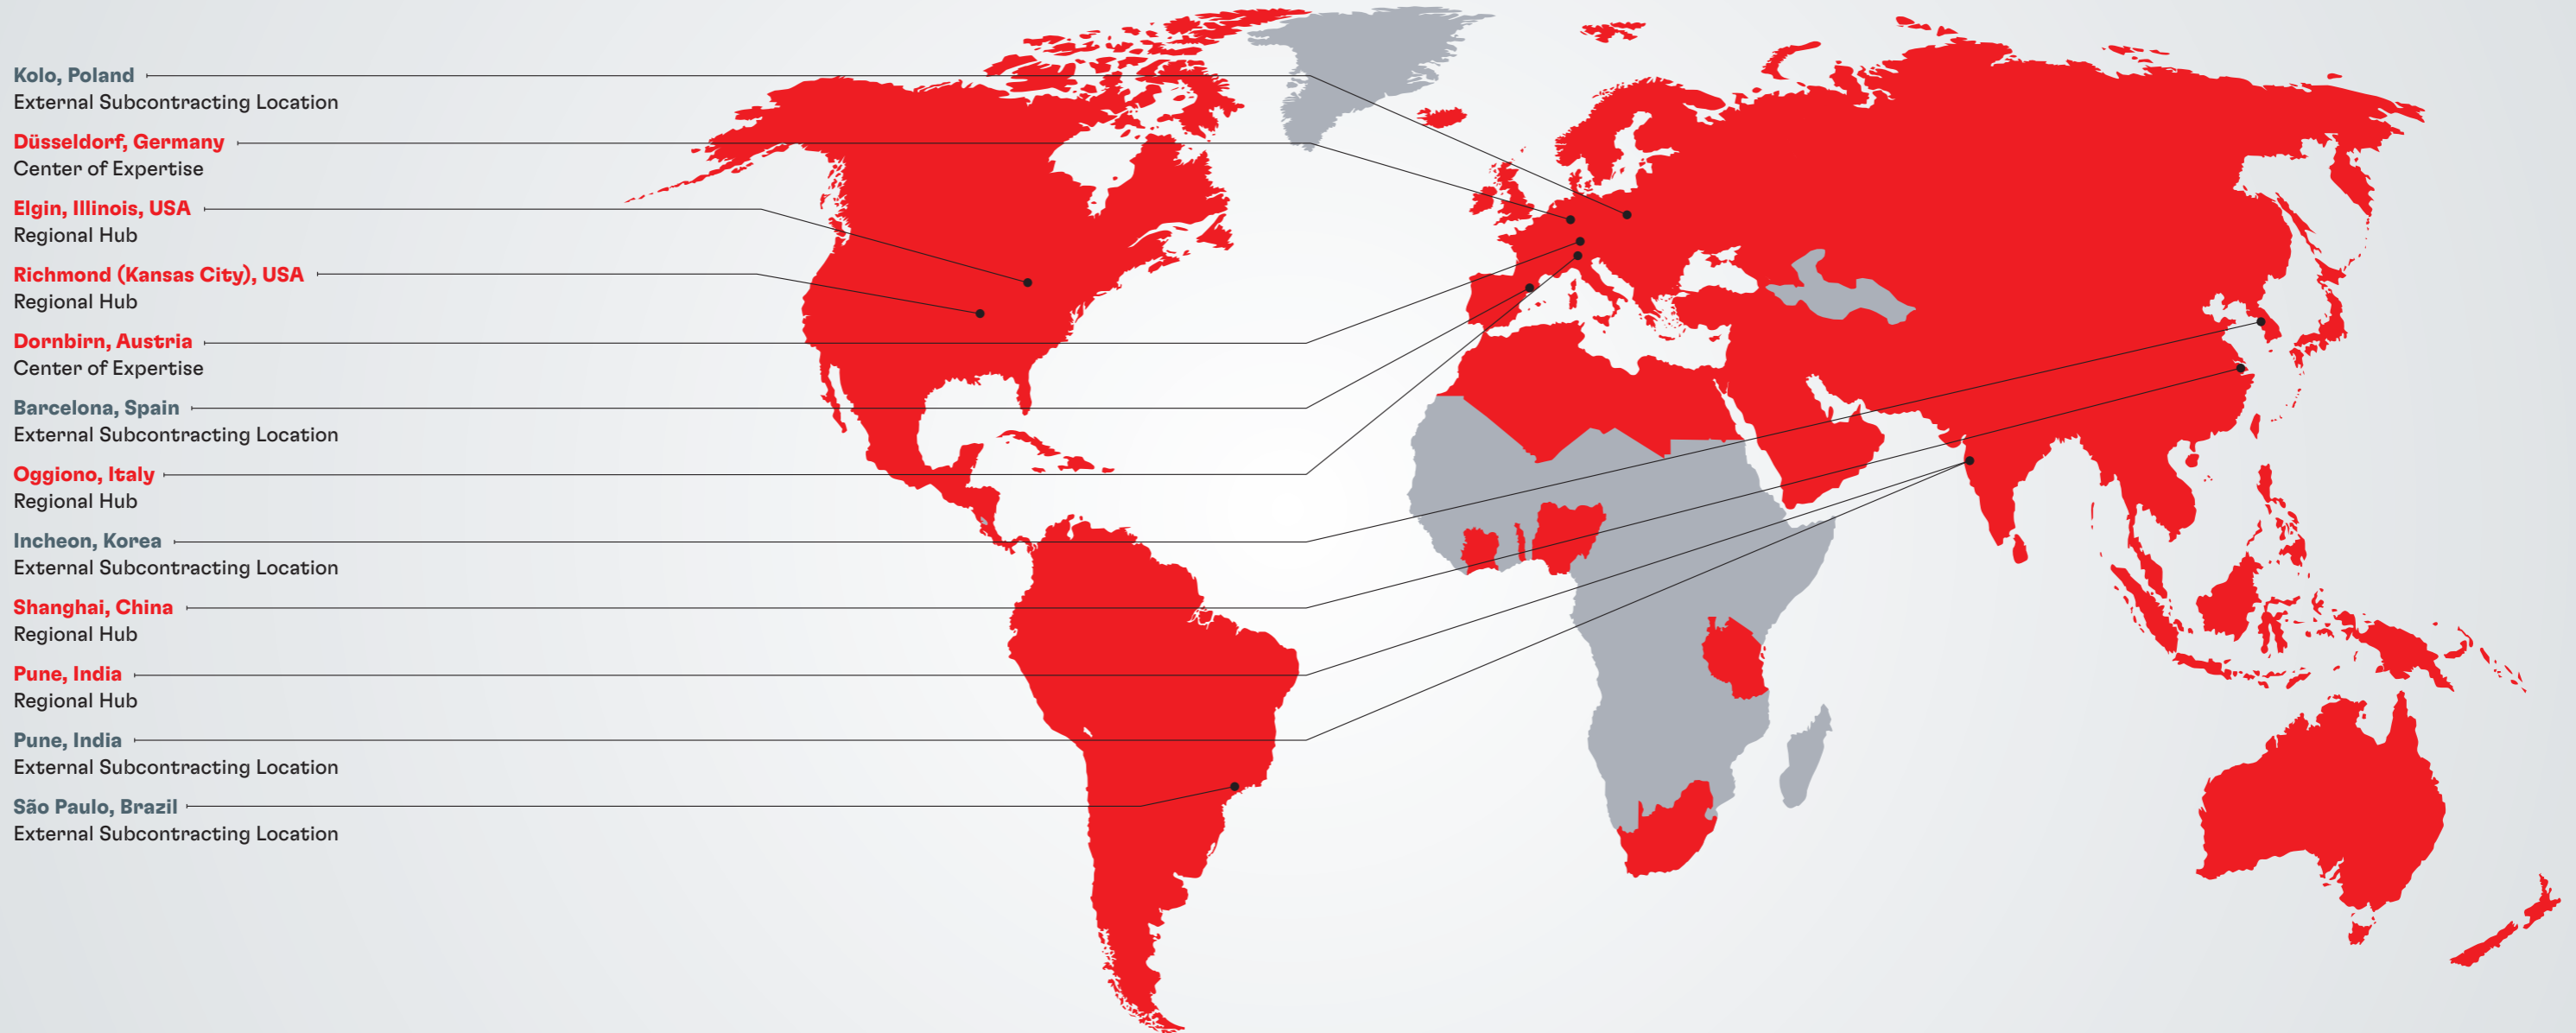 Kolo, Poland
External Subcontracting Location
Düsseldorf, Germany
Center of Expertise
Elgin, Illinois, USA
Regional Hub
Richmond (Kansas City), USA
Regional Hub
Dornbirn, Austria
Center of Expertise
Barcelona, Spain
External Subcontracting Location
Oggiono, Italy
Regional Hub
Incheon, Korea
External Subcontracting Location
Shanghai, China
Regional Hub
Pune, India
Regional Hub
Pune, India
External Subcontracting Location
São Paulo, Brazil
External Subcontracting Location